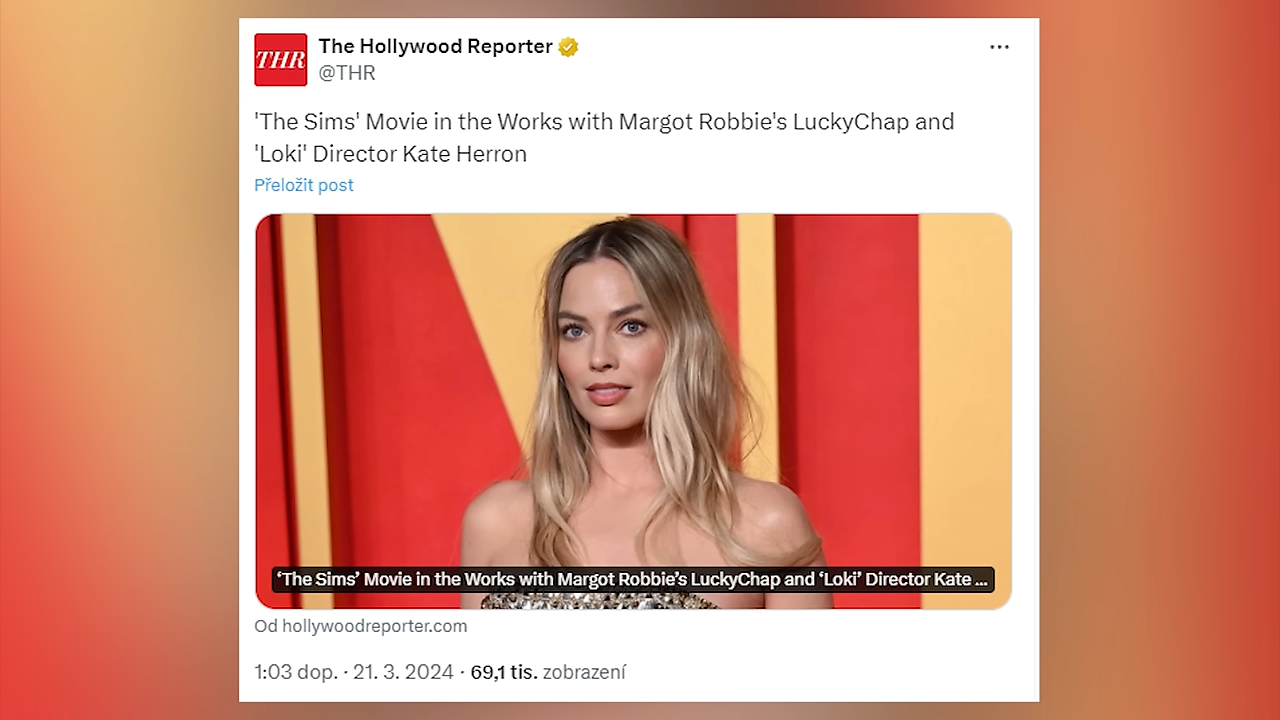 THR
The Hollywood Reporter
@THR
'The Sims' Movie in the Works with Margot Robbie's LuckyChap and
'Loki' Director Kate Herron
Přeložit post
‘The Sims’ Movie in the Works with Margot Robbie’s LuckyChap and ‘Loki’ Director Kate ...
Od hollywoodreporter.com
1:03 dop. · 21. 3. 2024 · 69,1 tis. zobrazení